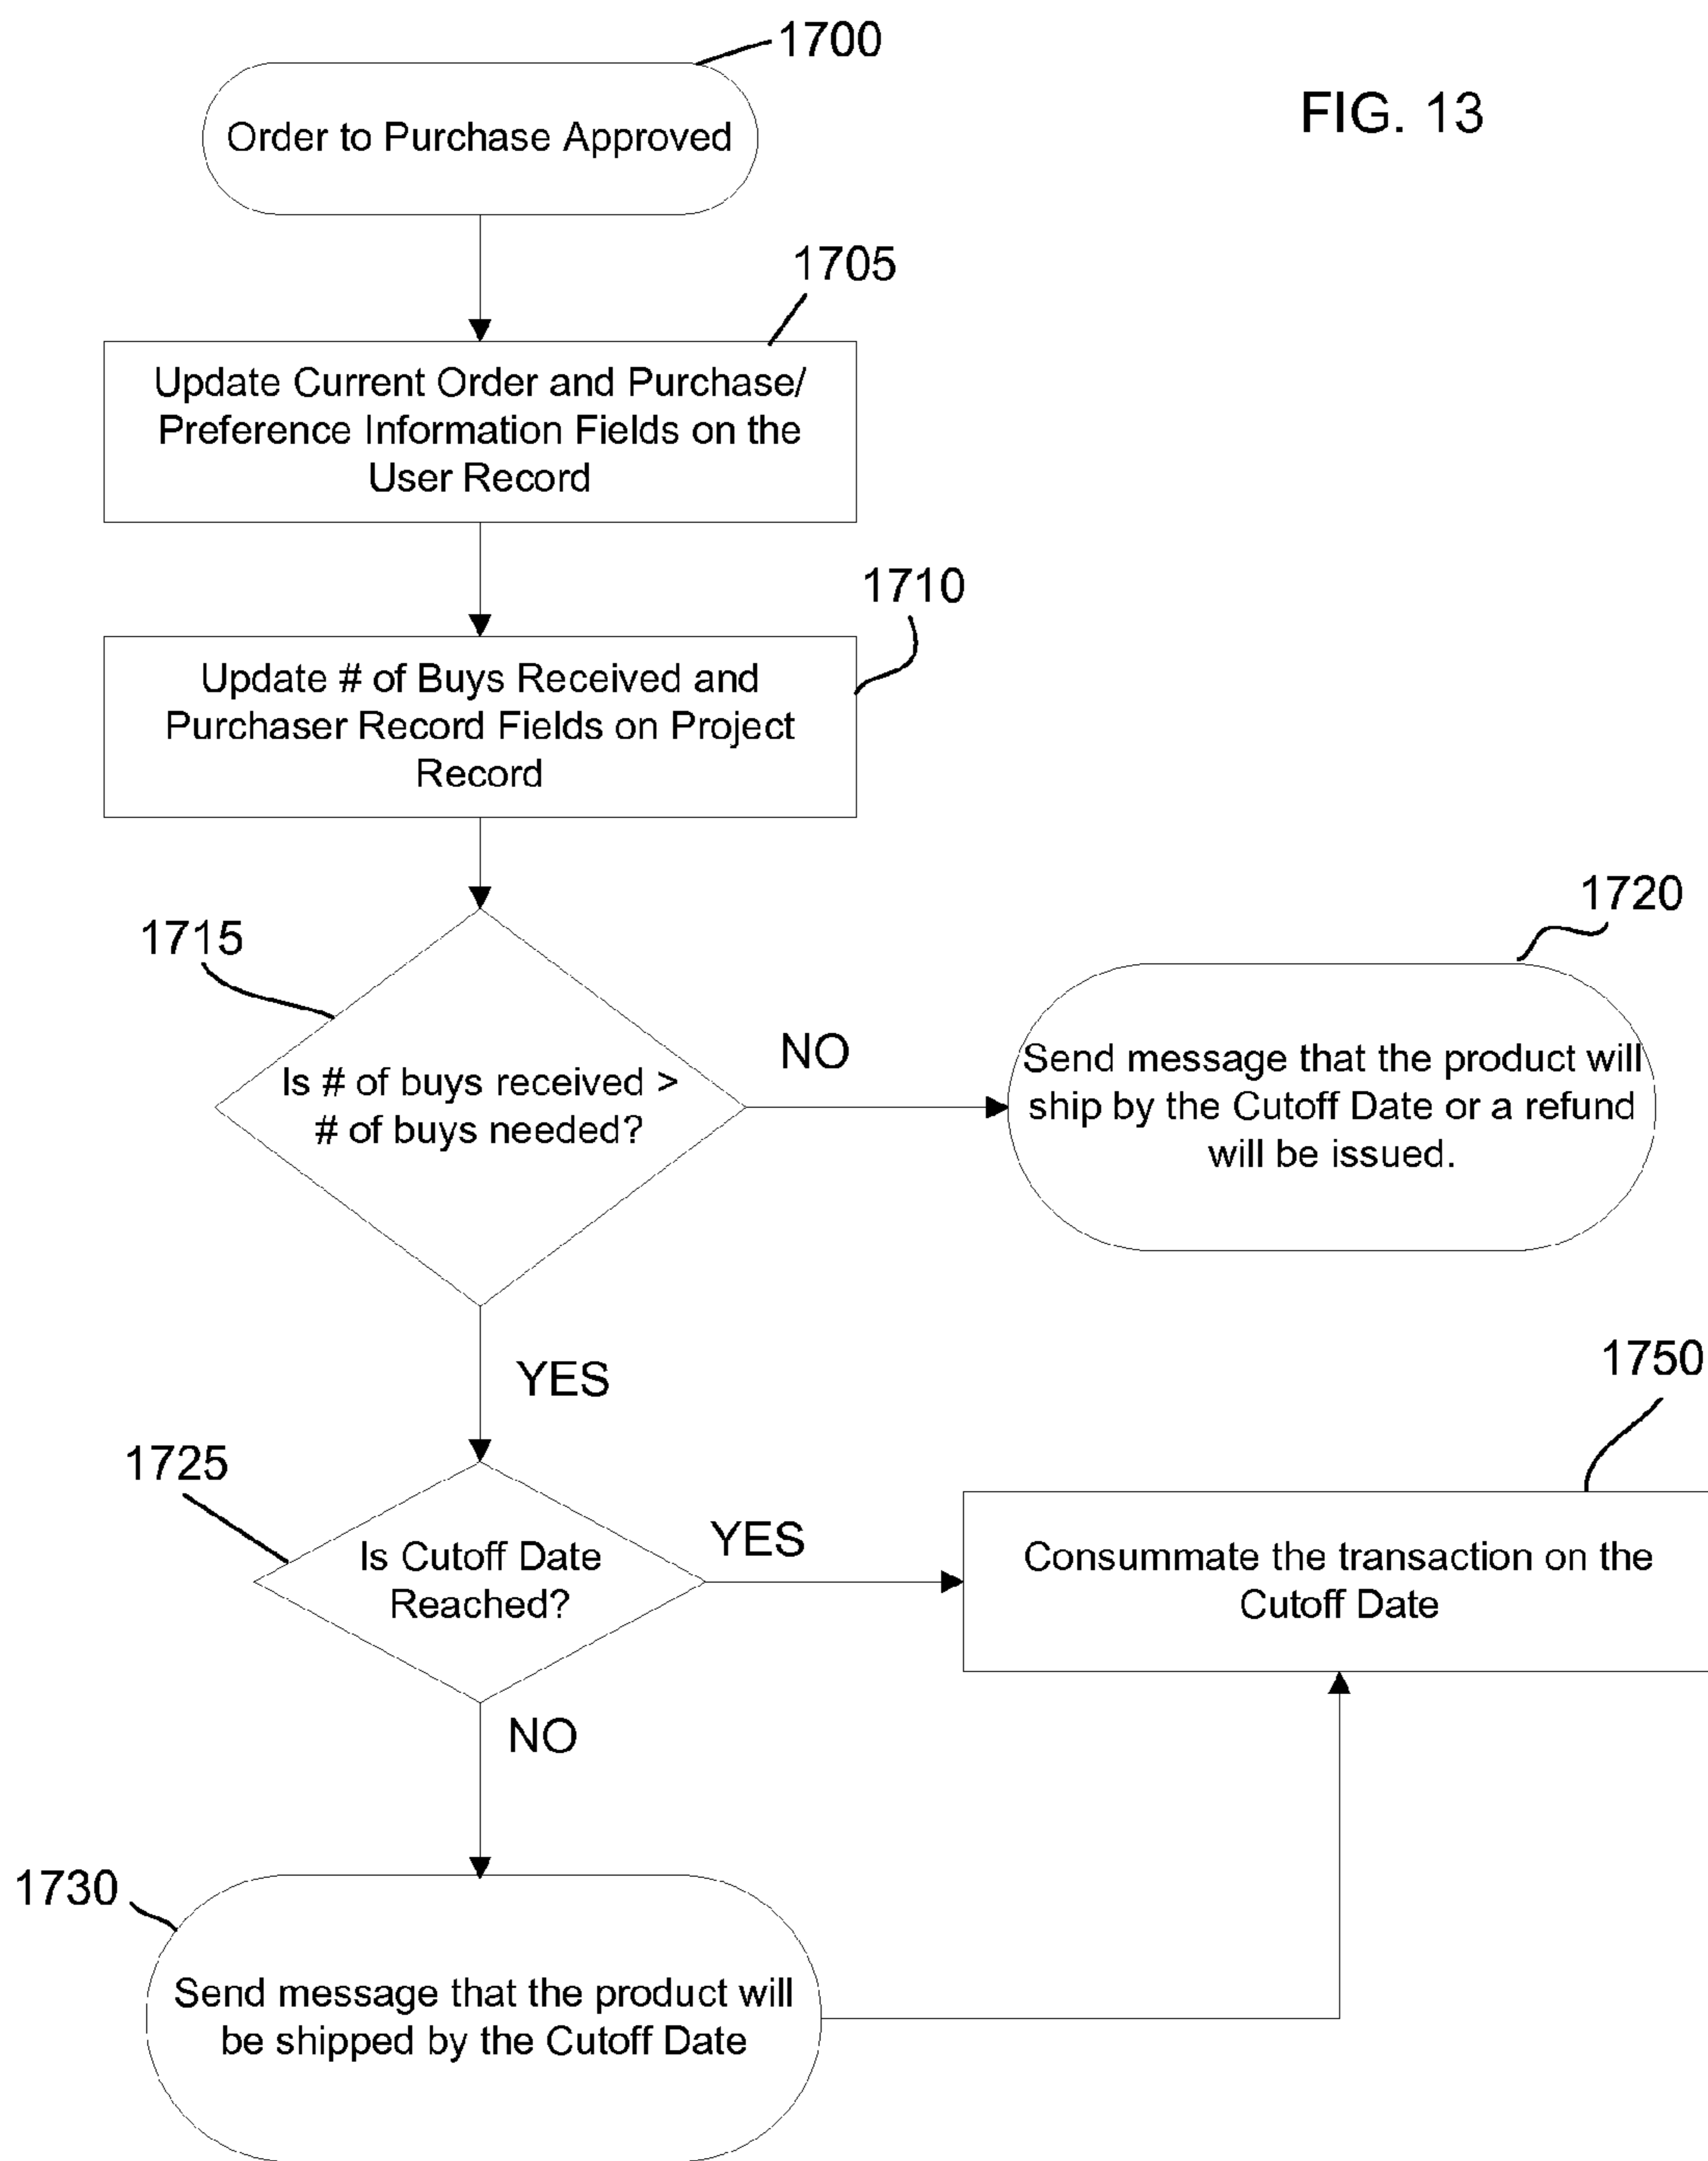 1700
FIG. 13
Order to Purchase Approved
1705
Update Current Order and Purchase/
Preference Information Fields on the
User Record
1710
Update # of Buys Received and
Purchaser Record Fields on Project
Record
1715
Is # of buys received >
# of buys needed?
NO
1720
Send message that the product will
ship by the Cutoff Date or a refund
will be issued.
YES
1725
Is Cutoff Date
Reached?
YES
1750
Consummate the transaction on the
Cutoff Date
NO
1730
Send message that the product will
be shipped by the Cutoff Date